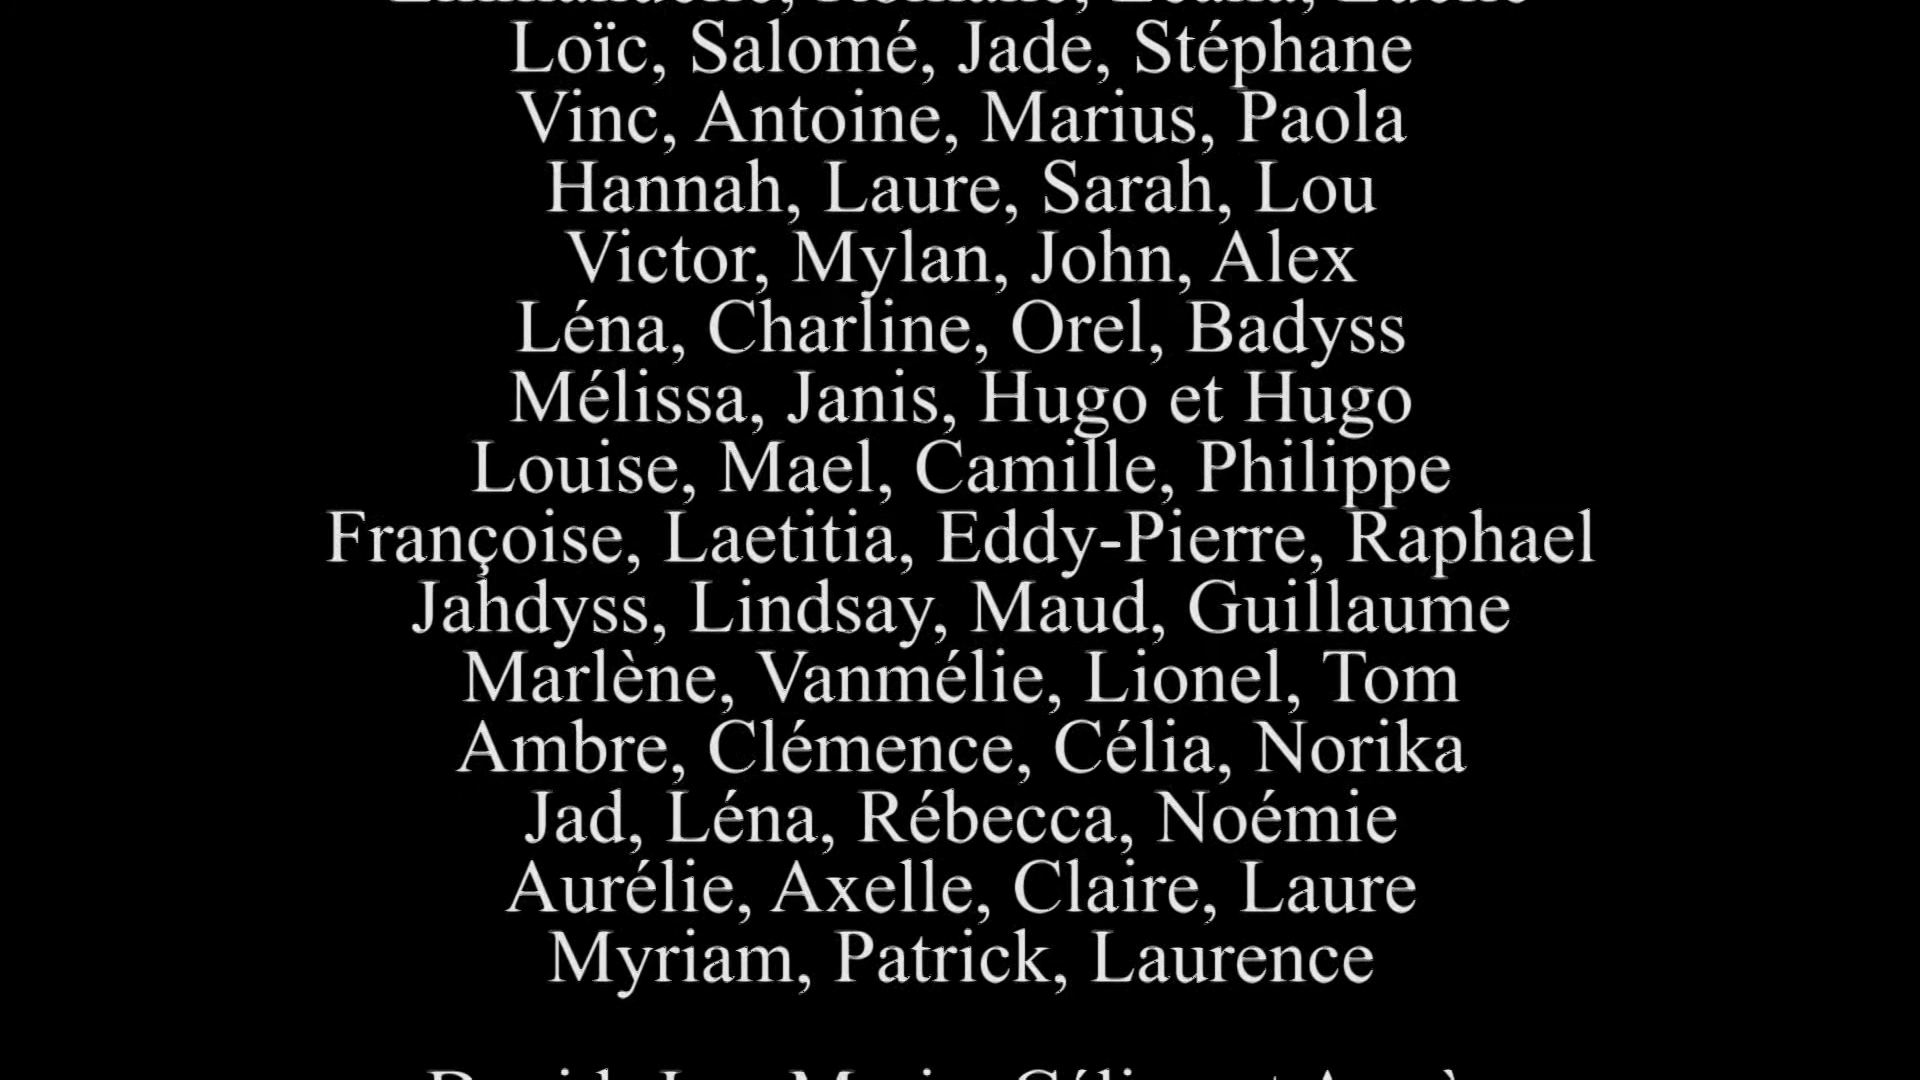 Loïc, Salomé, Jade, Stéphane
Vinc, Antoine, Marius, Paola
Hannah, Laure, Sarah, Lou
Victor, Mylan, John, Alex
Léna, Charline, Orel, Badyss
Mélissa, Janis, Hugo et Hugo
Louise, Mael, Camille, Philippe
Françoise, Laetitia, Eddy-Pierre, Raphael
Jahdyss, Lindsay, Maud, Guillaume
Marlène, Vanmélie, Lionel, Tom
Ambre, Clémence, Célia, Norika
Jad, Léna, Rébecca, Noémie
Aurélie, Axelle, Claire, Laure
Myriam, Patrick, Laurence